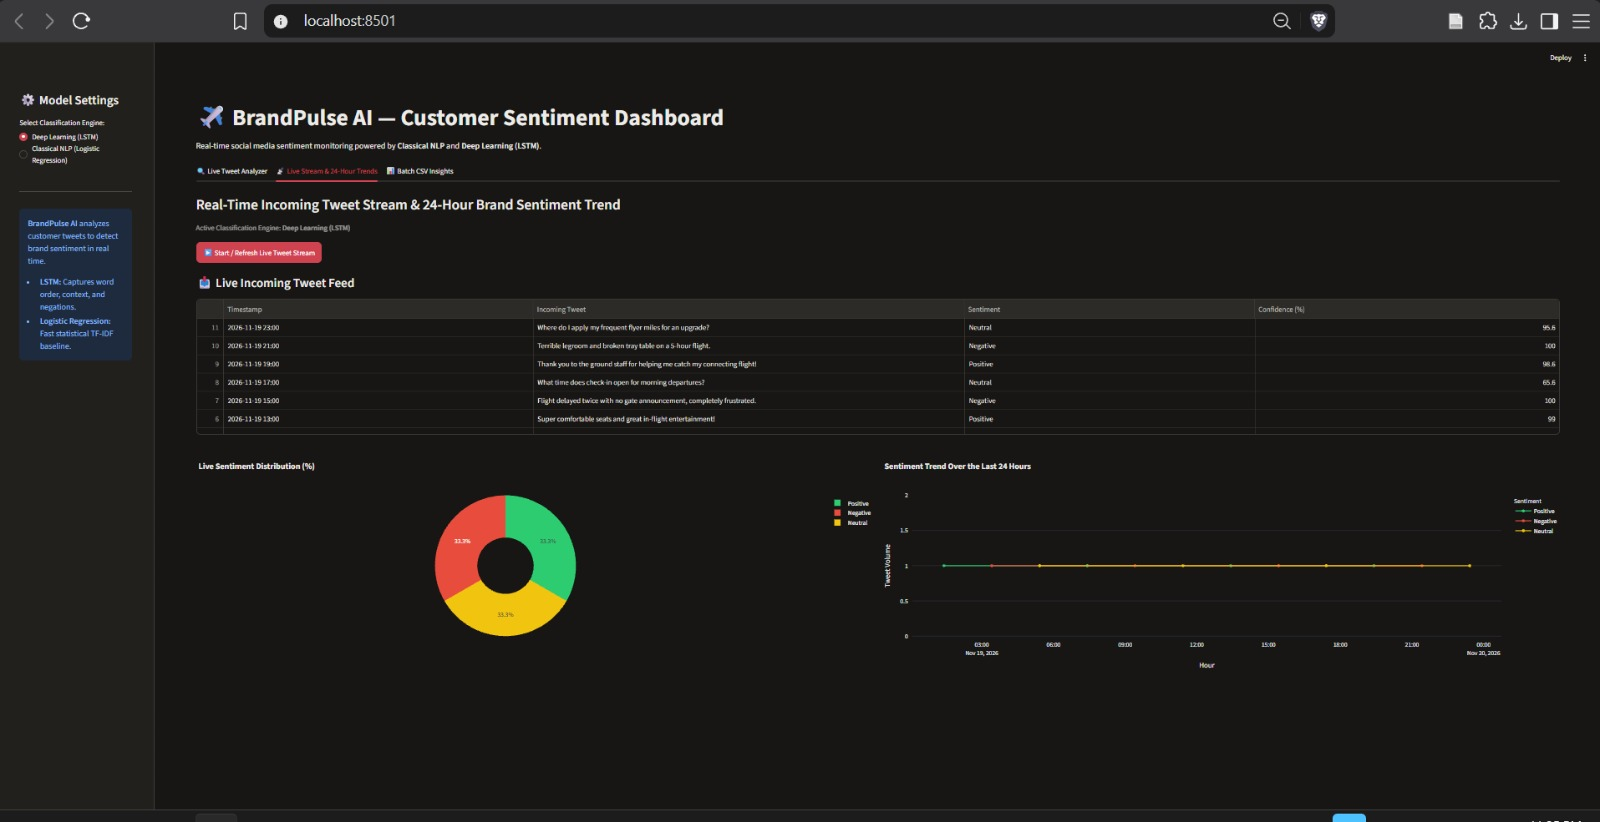 localhost:8501
Deploy
Model Settings
Select Classification Engine:
Deep Learning (LSTM)
Classical NLP (Logistic
Regression)
BrandPulse AI analyzes
customer tweets to detect
brand sentiment in real
time.
LSTM: Captures word
order, context, and
negations.
Logistic Regression:
Fast statistical TF-IDF
baseline.
BrandPulse AI — Customer Sentiment Dashboard
Real-time social media sentiment monitoring powered by Classical NLP and Deep Learning (LSTM).
Live Tweet Analyzer Live Stream & 24-Hour Trends Batch CSV Insights
Real-Time Incoming Tweet Stream & 24-Hour Brand Sentiment Trend
Active Classification Engine: Deep Learning (LSTM)
Start / Refresh Live Tweet Stream
Live Incoming Tweet Feed
Timestamp Incoming Tweet Sentiment Confidence (%)
11 2026-11-19 23:00 Where do I apply my frequent flyer miles for an upgrade? Neutral 95.6
10 2026-11-19 21:00 Terrible legroom and broken tray table on a 5-hour flight. Negative 100
9 2026-11-19 19:00 Thank you to the ground staff for helping me catch my connecting flight! Positive 98.6
8 2026-11-19 17:00 What time does check-in open for morning departures? Neutral 65.6
7 2026-11-19 15:00 Flight delayed twice with no gate announcement, completely frustrated. Negative 100
6 2026-11-19 13:00 Super comfortable seats and great in-flight entertainment! Positive 99
Live Sentiment Distribution (%)
33.3%
33.3%
33.3%
Positive
Negative
Neutral
Sentiment Trend Over the Last 24 Hours
2
1.5
1
0.5
0
Tweet Volume
03:00 06:00 09:00 12:00 15:00 18:00 21:00 00:00
Nov 19, 2026 Nov 20, 2026
Hour
Sentiment
Positive
Negative
Neutral